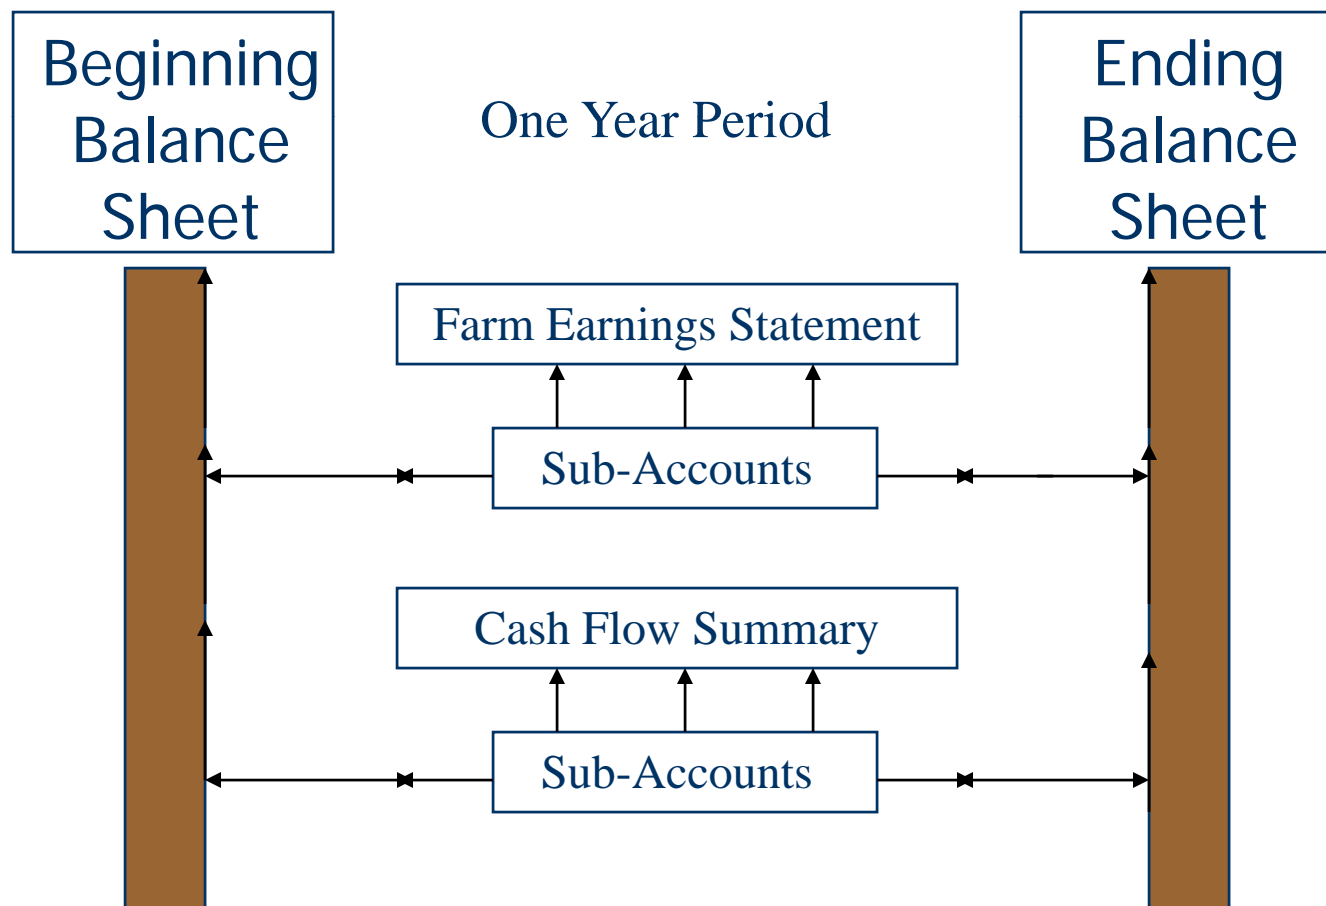 Beginning
Balance
Sheet
One Year Period
Ending
Balance
Sheet
Farm Earnings Statement
Sub-Accounts
Cash Flow Summary
Sub-Accounts